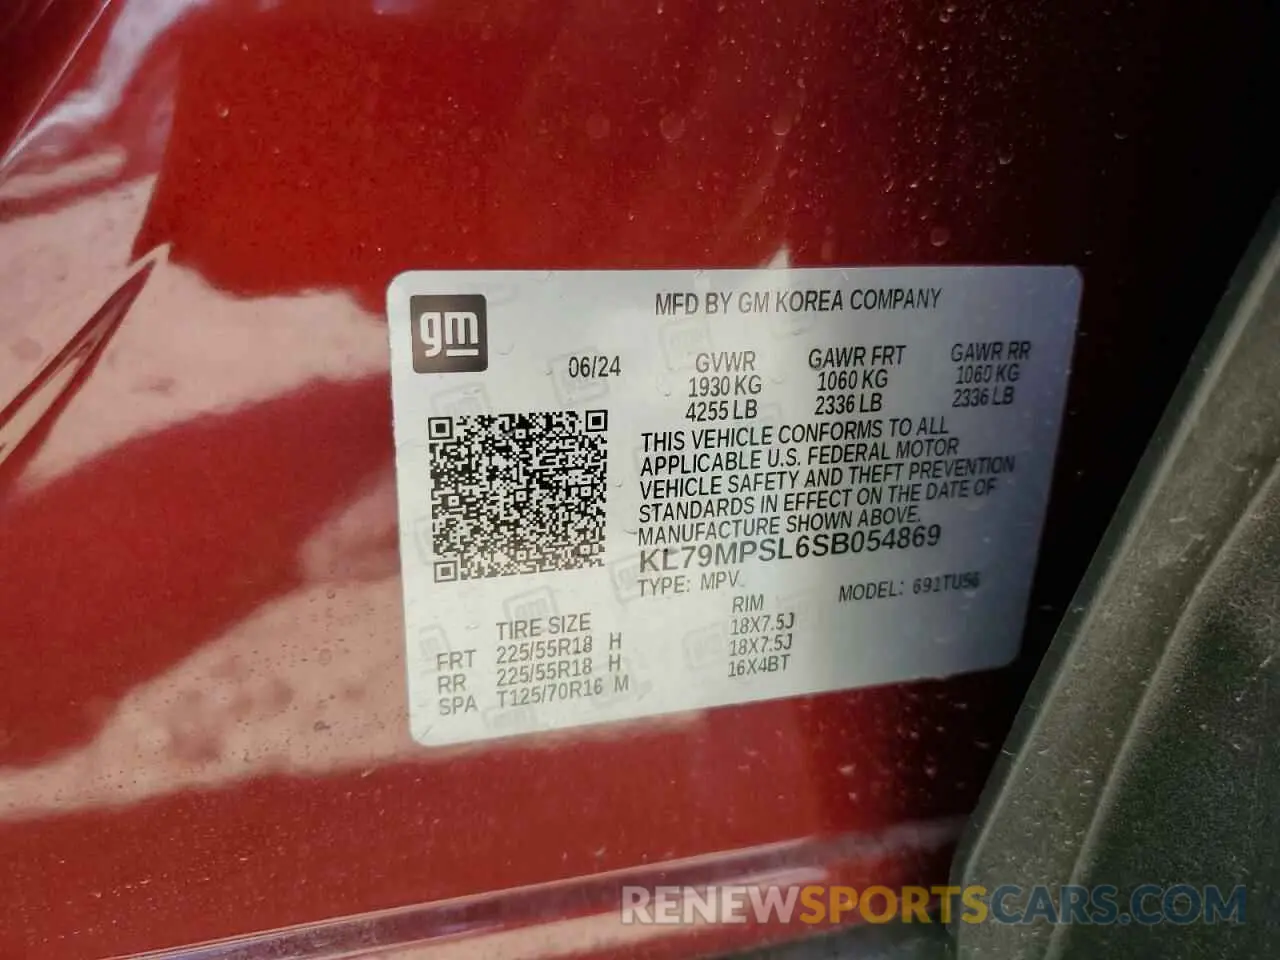 gm
MFD BY GM KOREA COMPANY
06/24
GVWR GAWR FRT GAWR RR
1930 KG 1060 KG 1060 KG
4255 LB 2336 LB 2336 LB
THIS VEHICLE CONFORMS TO ALL
APPLICABLE U.S. FEDERAL MOTOR
VEHICLE SAFETY AND THEFT PREVENTION
STANDARDS IN EFFECT ON THE DATE OF
MANUFACTURE SHOWN ABOVE.
KL79MPSL6SB054869
TYPE: MPV MODEL: 691TU56
TIRE SIZE RIM
FRT 225/55R18 H 18X7.5J
RR 225/55R18 H 18X7.5J
SPA T125/70R16 M 16X4BT
RENEWSPORTSCARS.COM